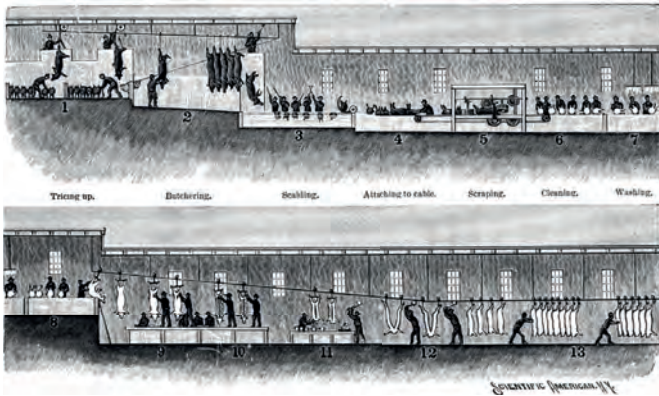 1 2 3 4 5 6 7
Tricing up. Butchering. Scalding. Attaching to cable. Scraping. Cleaning. Washing.
8 9 10 11 12 13
SCIENTIFIC AMERICAN. N.Y.